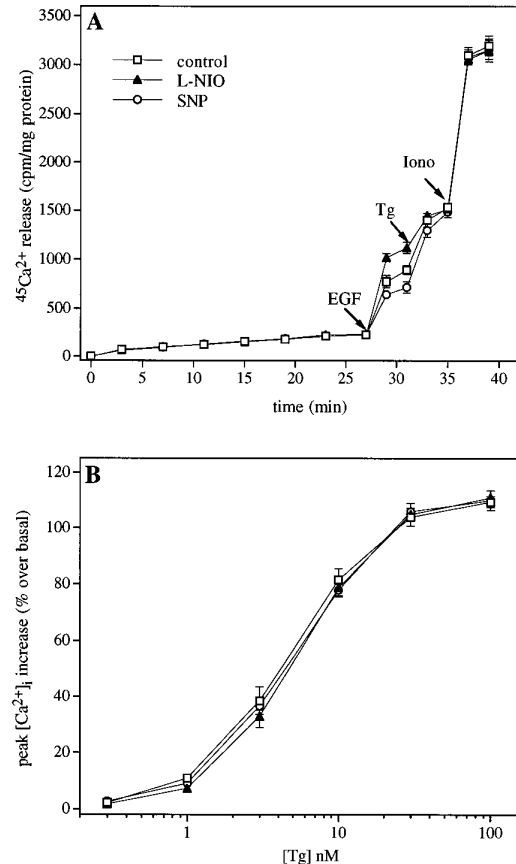 A
control
L-NIO
SNP
Iono
Tg
EGF
3500
3000
2500
2000
1500
1000
500
0
45Ca2+ release (cpm/mg protein)
0 5 10 15 20 25 30 35 40
time (min)
B
120
100
80
60
40
20
0
peak [Ca2+]i increase (% over basal)
1 10 100
[Tg] nM